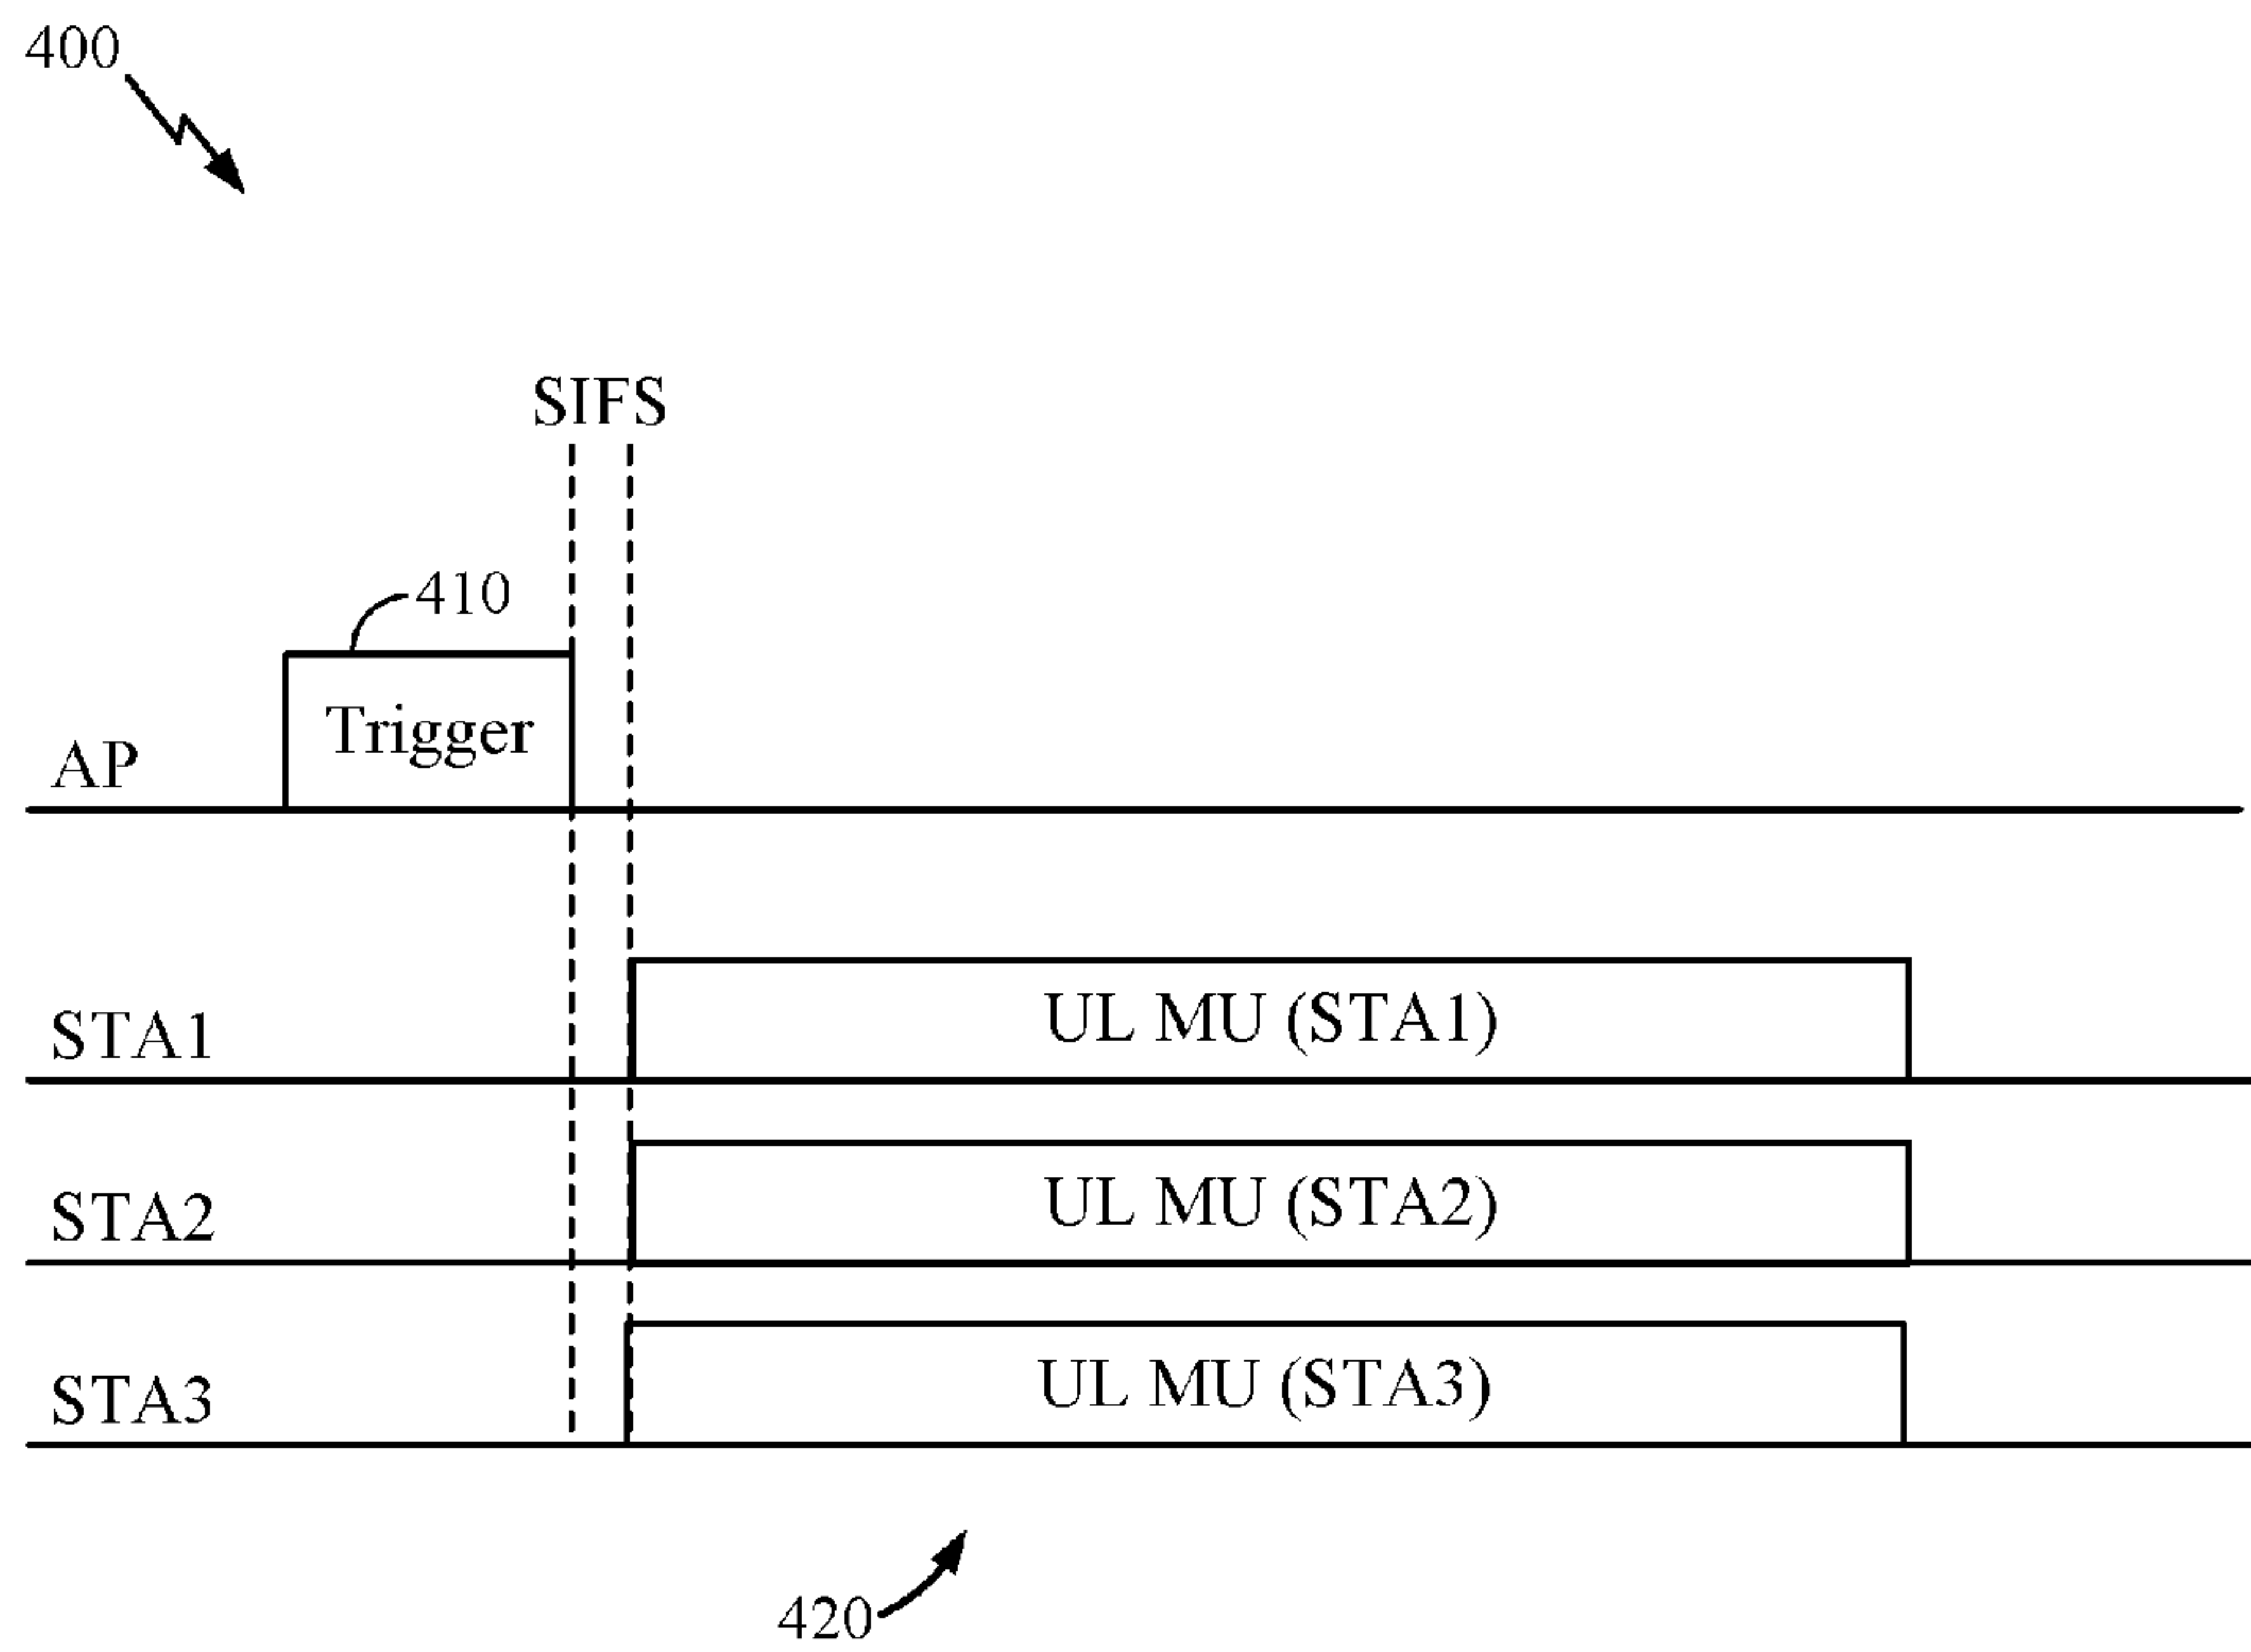 400
SIFS
410
Trigger
AP
UL MU (STA1)
STA1
UL MU (STA2)
STA2
UL MU (STA3)
STA3
420